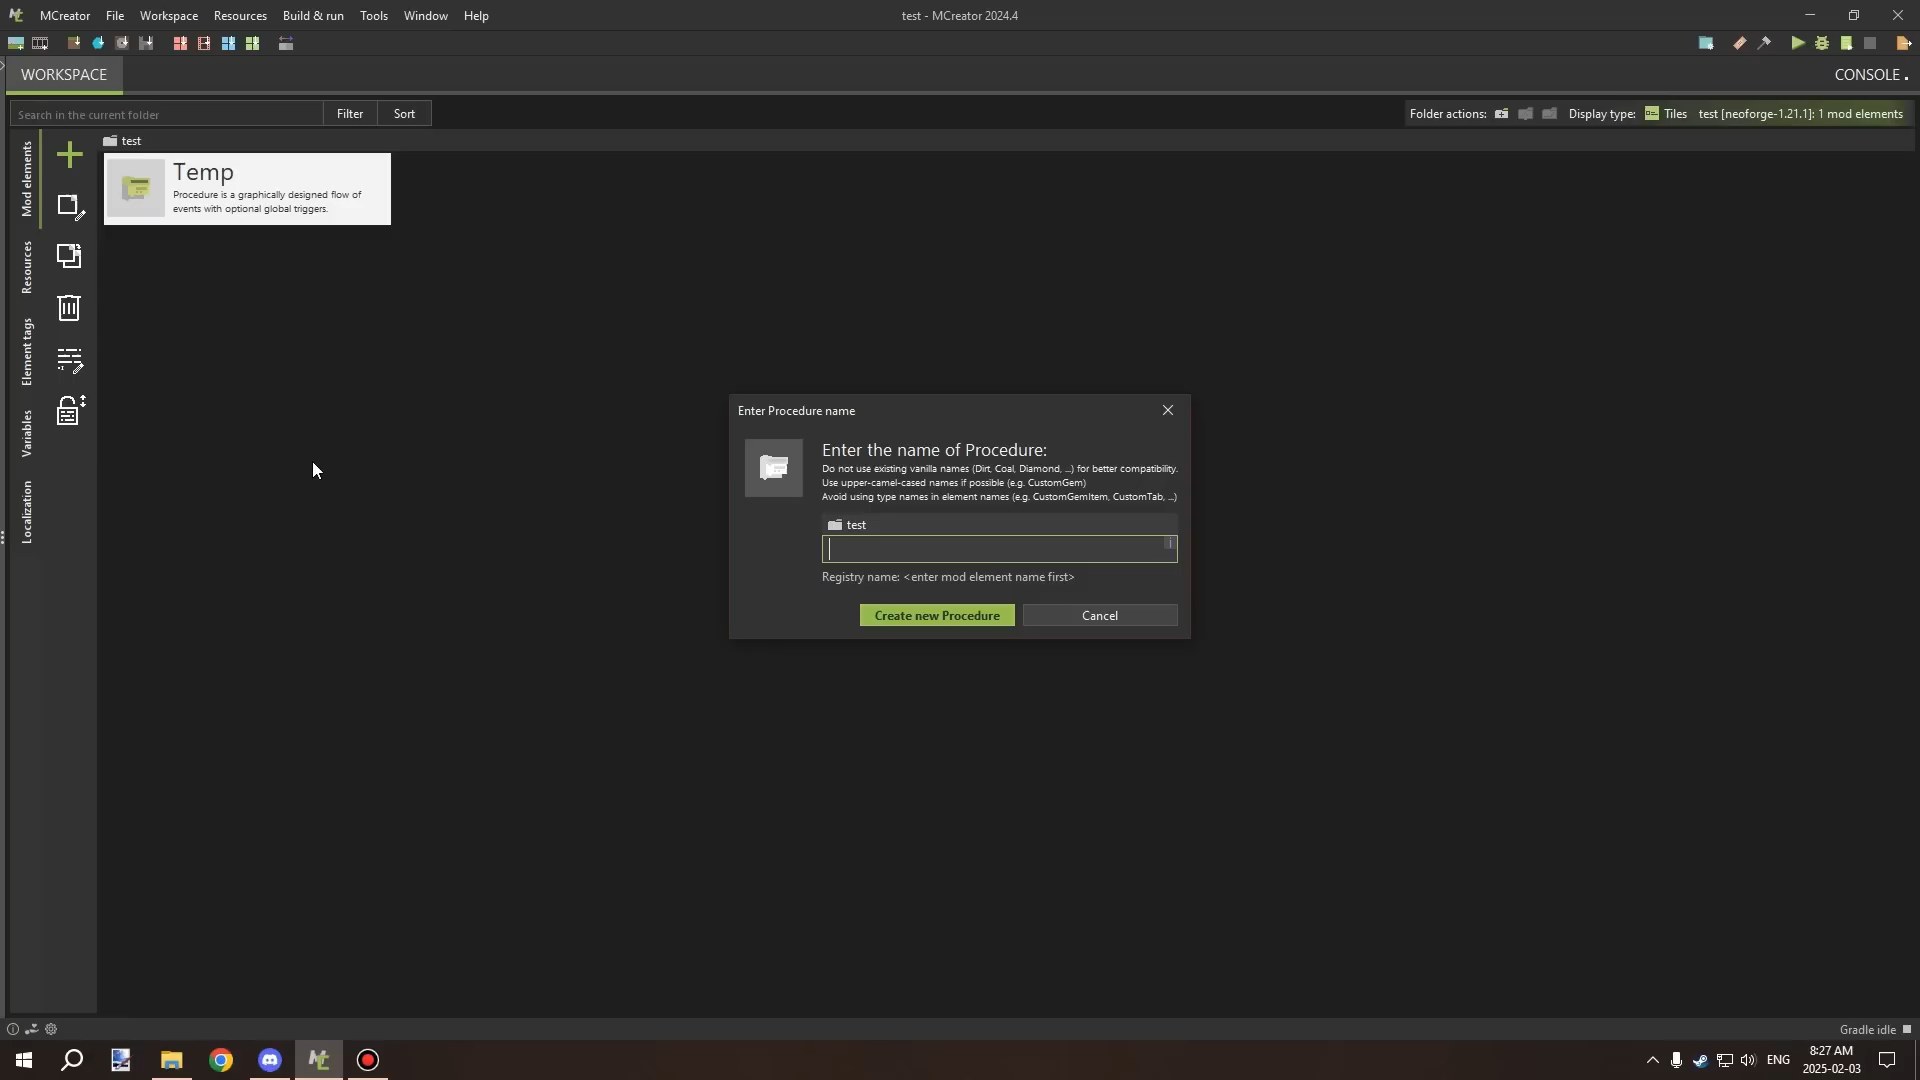 MCreator File Workspace Resources Build & run Tools Window Help
test - MCreator 2024.4
WORKSPACE
CONSOLE
Search in the current folder
Filter
Sort
Folder actions:
Display type:
Tiles
test [neoforge-1.21.1]: 1 mod elements
Mod elements
Resources
Element tags
Variables
Localization
test
Temp
Procedure is a graphically designed flow of
events with optional global triggers.
Enter Procedure name
Enter the name of Procedure:
Do not use existing vanilla names (Dirt, Coal, Diamond, ...) for better compatibility.
Use upper-camel-cased names if possible (e.g. CustomGem)
Avoid using type names in element names (e.g. CustomGemItem, CustomTab, ...)
test
Registry name: <enter mod element name first>
Create new Procedure
Cancel
Gradle idle
ENG
8:27 AM
2025-02-03